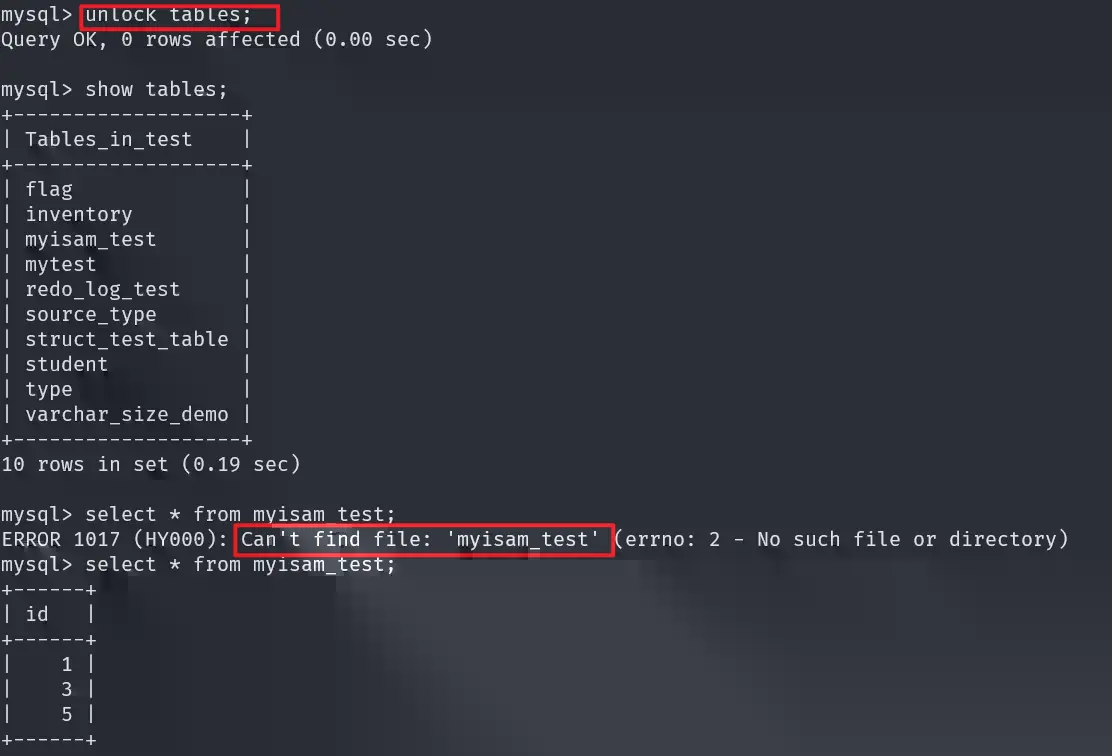 mysql> unlock tables;
Query OK, 0 rows affected (0.00 sec)
mysql> show tables;
+-------------------+
| Tables_in_test    |
+-------------------+
| flag              |
| inventory         |
| myisam_test       |
| mytest            |
| redo_log_test     |
| source_type       |
| struct_test_table |
| student           |
| type              |
| varchar_size_demo |
+-------------------+
10 rows in set (0.19 sec)
mysql> select * from myisam_test;
ERROR 1017 (HY000): Can't find file: 'myisam_test' (errno: 2 - No such file or directory)
mysql> select * from myisam_test;
+------+
| id   |
+------+
|    1 |
|    3 |
|    5 |
+------+